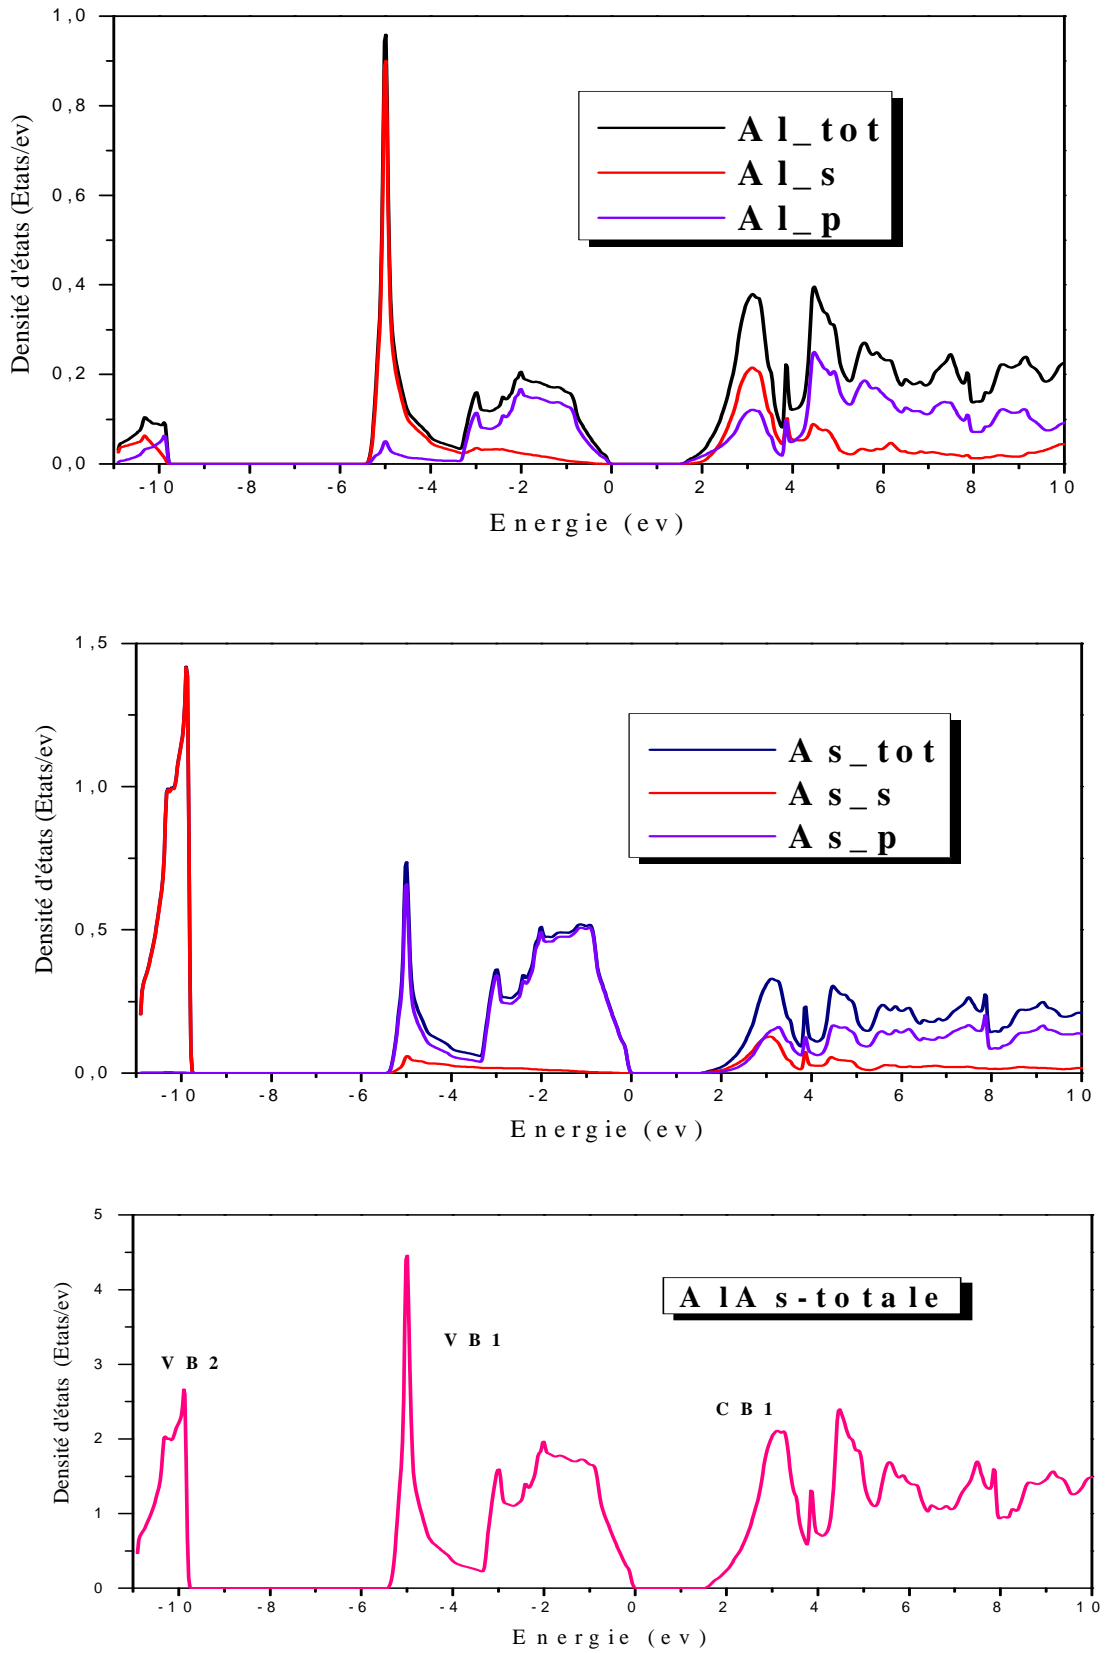 1,0
0,8
0,6
0,4
0,2
0,0
Densité d'états (Etats/ev)
Al_tot
Al_s
Al_p
-10 -8 -6 -4 -2 0 2 4 6 8 10
Energie (ev)
1,5
1,0
0,5
0,0
Densité d'états (Etats/ev)
As_tot
As_s
As_p
-10 -8 -6 -4 -2 0 2 4 6 8 10
Energie (ev)
5
4
3
2
1
0
Densité d'états (Etats/ev)
AlAs-totale
VB1
VB2
CB1
-10 -8 -6 -4 -2 0 2 4 6 8 10
Energie (ev)